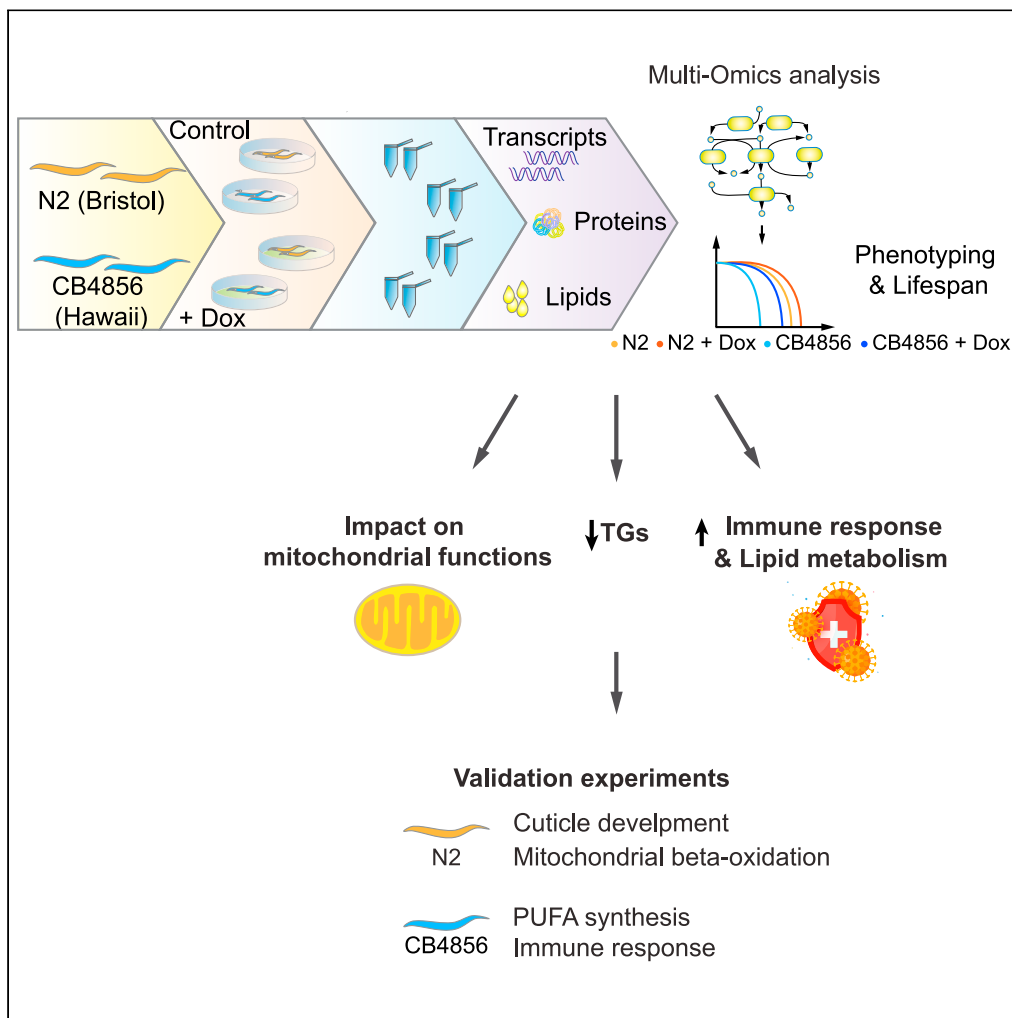 Multi-Omics analysis
Control
Transcripts
N2 (Bristol)
Proteins
CB4856
(Hawaii)
+ Dox
Lipids
Phenotyping
& Lifespan
N2 N2 + Dox CB4856 CB4856 + Dox
Impact on
mitochondrial functions
TGs
Immune response
& Lipid metabolism
Validation experiments
Cuticle develpment
N2 Mitochondrial beta-oxidation
PUFA synthesis
CB4856 Immune response